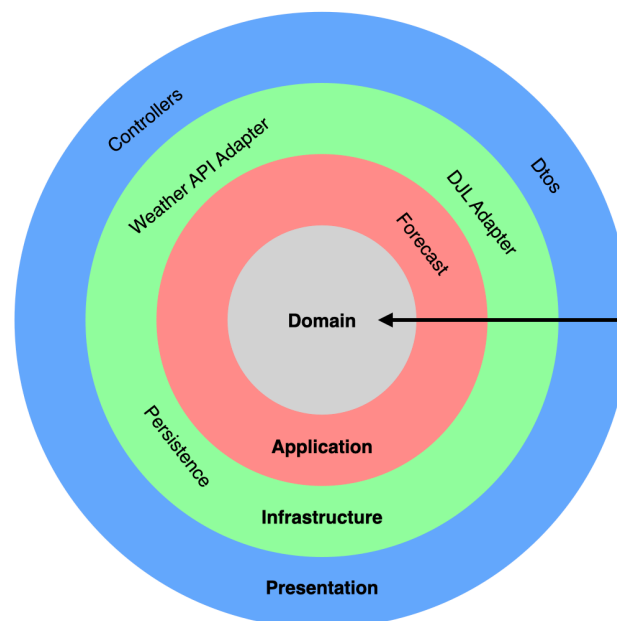 Controllers
Weather API Adapter
Dtos
DJL Adapter
Forecast
Domain
Persistence
Application
Infrastructure
Presentation